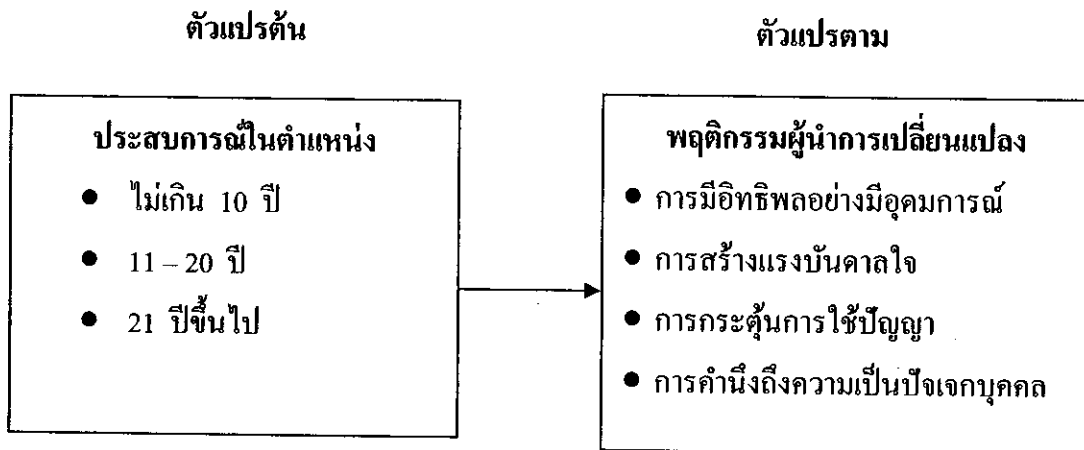 ตัวแปรต้น
ตัวแปรตาม
ประสบการณ์ในตำแหน่ง
● ไม่เกิน 10 ปี
● 11 – 20 ปี
● 21 ปีขึ้นไป
พฤติกรรมผู้นำการเปลี่ยนแปลง
● การมีอิทธิพลอย่างมีอุดมการณ์
● การสร้างแรงบันดาลใจ
● การกระตุ้นการใช้ปัญญา
● การคำนึงถึงความเป็นปัจเจกบุคคล